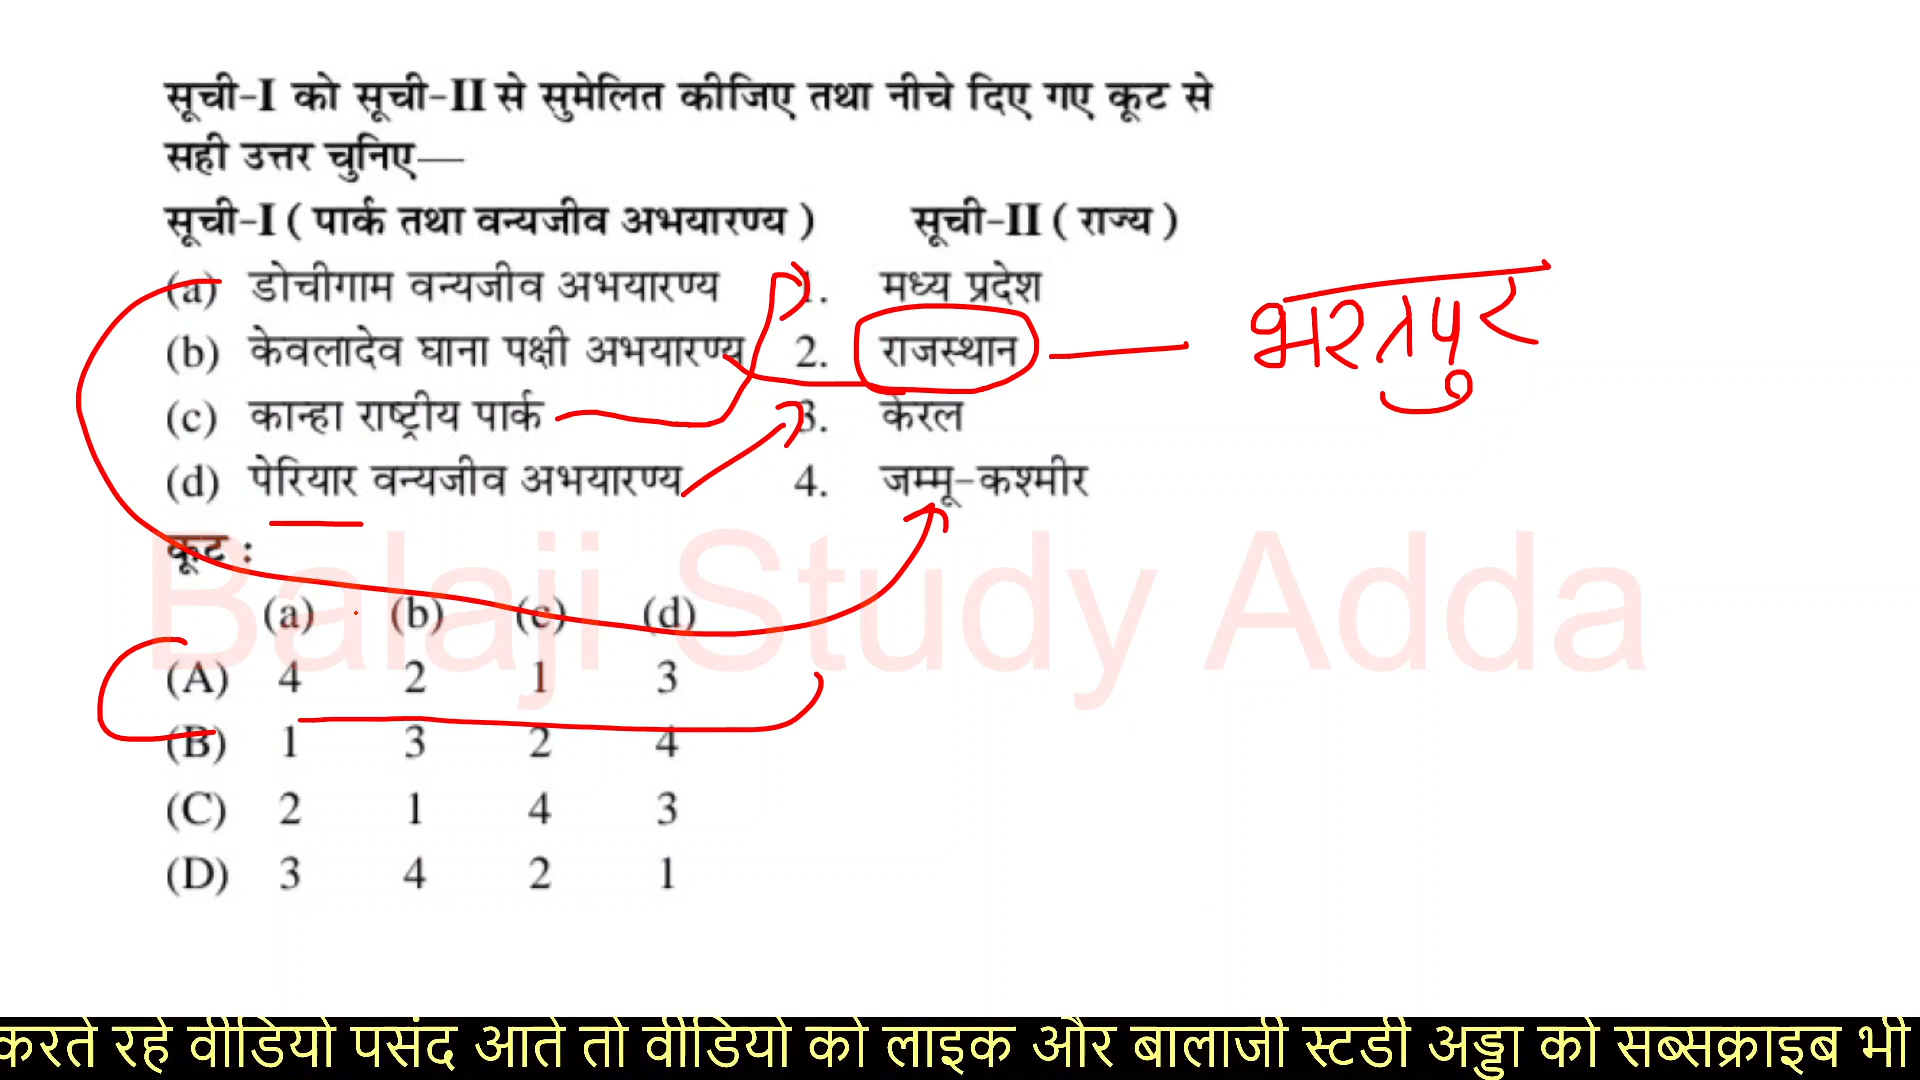 सूची-I को सूची-II से सुमेलित कीजिए तथा नीचे दिए गए कूट से
सही उत्तर चुनिए—
सूची-I ( पार्क तथा वन्यजीव अभयारण्य ) सूची-II ( राज्य )
(a) डोचीगाम वन्यजीव अभयारण्य 1. मध्य प्रदेश
(b) केवलादेव घाना पक्षी अभयारण्य 2. राजस्थान भरतपुर
(c) कान्हा राष्ट्रीय पार्क 3. केरल
(d) पेरियार वन्यजीव अभयारण्य 4. जम्मू-कश्मीर
कूट :
Balaji Study Adda
(a) (b) (c) (d)
(A) 4 2 1 3
(B) 1 3 2 4
(C) 2 1 4 3
(D) 3 4 2 1
करते रहे वीडियो पसंद आते तो वीडियो को लाइक और बालाजी स्टडी अड्डा को सब्सक्राइब भी